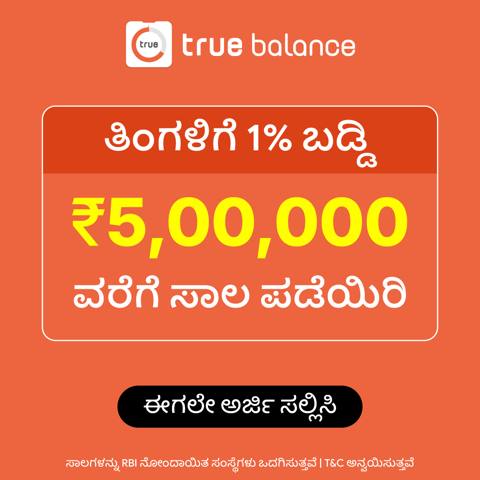 true true balance
ತಿಂಗಳಿಗೆ 1% ಬಡ್ಡಿ
₹5,00,000
ವರೆಗೆ ಸಾಲ ಪಡೆಯಿರಿ
ಈಗಲೇ ಅರ್ಜಿ ಸಲ್ಲಿಸಿ
ಸಾಲಗಳನ್ನು RBI ನೋಂದಾಯಿತ ಸಂಸ್ಥೆಗಳು ಒದಗಿಸುತ್ತವೆ | T&C ಅನ್ವಯಿಸುತ್ತವೆ